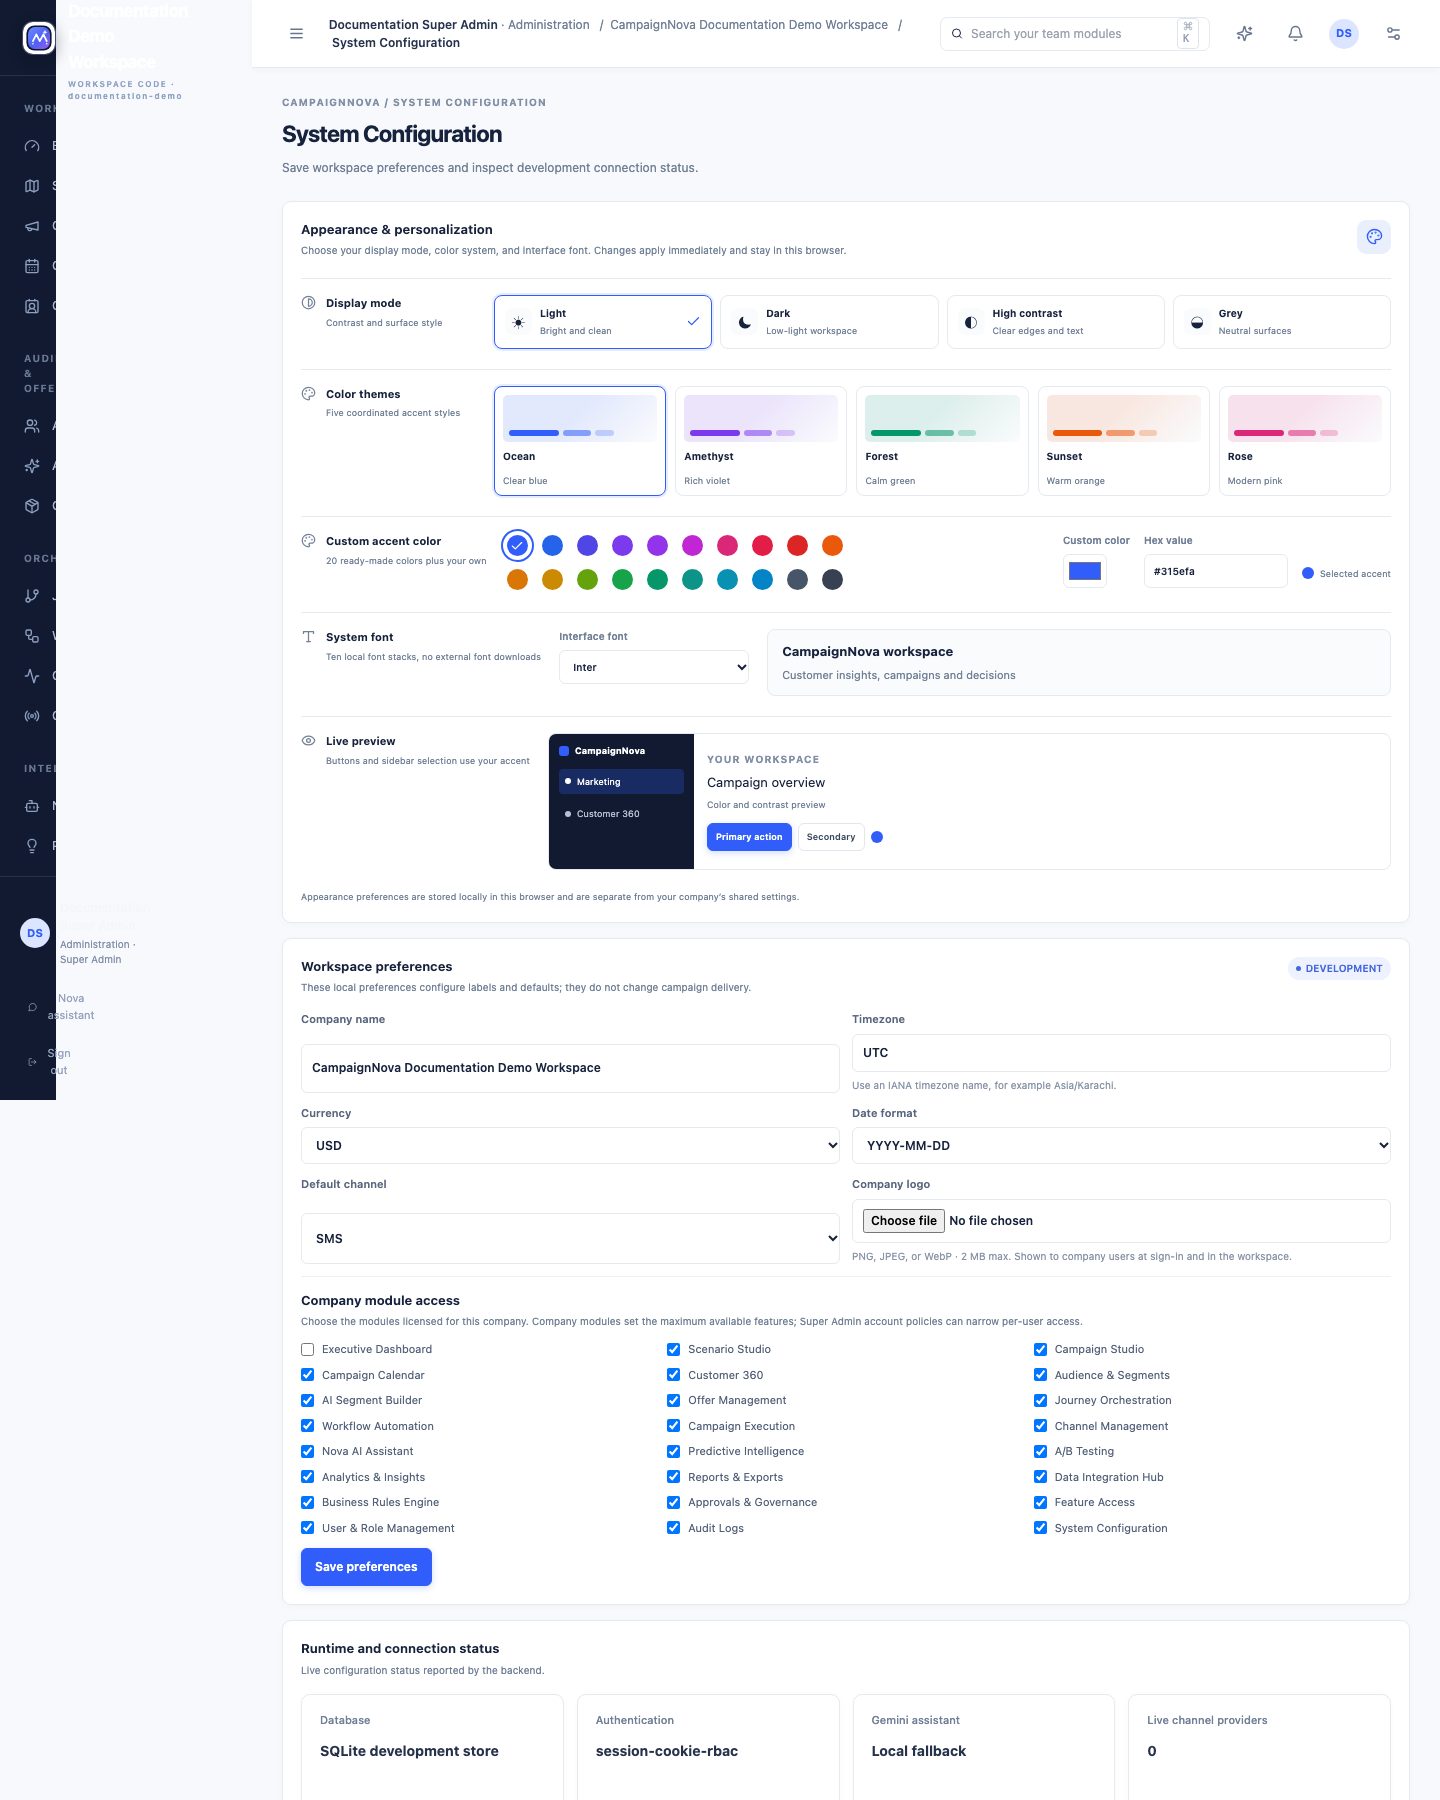 Documentation
Demo
Workspace
WORKSPACE CODE ·
documentation-demo
AUDI
&
OFFE
ORCH
INTE
DS
Administration ·
Super Admin
Nova
assistant
Sign
out
Documentation Super Admin · Administration / CampaignNova Documentation Demo Workspace /
System Configuration
Search your team modules
⌘
K
DS
CAMPAIGNNOVA / SYSTEM CONFIGURATION
System Configuration
Save workspace preferences and inspect development connection status.
Appearance & personalization
Choose your display mode, color system, and interface font. Changes apply immediately and stay in this browser.
Display mode
Contrast and surface style
Light
Bright and clean
Dark
Low-light workspace
High contrast
Clear edges and text
Grey
Neutral surfaces
Color themes
Five coordinated accent styles
Ocean
Clear blue
Amethyst
Rich violet
Forest
Calm green
Sunset
Warm orange
Rose
Modern pink
Custom accent color
20 ready-made colors plus your own
Custom color
Hex value
#315efa
Selected accent
System font
Ten local font stacks, no external font downloads
Interface font
Inter
CampaignNova workspace
Customer insights, campaigns and decisions
Live preview
Buttons and sidebar selection use your accent
CampaignNova
Marketing
Customer 360
YOUR WORKSPACE
Campaign overview
Color and contrast preview
Primary action
Secondary
Appearance preferences are stored locally in this browser and are separate from your company's shared settings.
Workspace preferences
DEVELOPMENT
These local preferences configure labels and defaults; they do not change campaign delivery.
Company name
CampaignNova Documentation Demo Workspace
Timezone
UTC
Use an IANA timezone name, for example Asia/Karachi.
Currency
USD
Date format
YYYY-MM-DD
Default channel
SMS
Company logo
Choose file No file chosen
PNG, JPEG, or WebP · 2 MB max. Shown to company users at sign-in and in the workspace.
Company module access
Choose the modules licensed for this company. Company modules set the maximum available features; Super Admin account policies can narrow per-user access.
Executive Dashboard
Scenario Studio
Campaign Studio
Campaign Calendar
Customer 360
Audience & Segments
AI Segment Builder
Offer Management
Journey Orchestration
Workflow Automation
Campaign Execution
Channel Management
Nova AI Assistant
Predictive Intelligence
A/B Testing
Analytics & Insights
Reports & Exports
Data Integration Hub
Business Rules Engine
Approvals & Governance
Feature Access
User & Role Management
Audit Logs
System Configuration
Save preferences
Runtime and connection status
Live configuration status reported by the backend.
Database
SQLite development store
Authentication
session-cookie-rbac
Gemini assistant
Local fallback
Live channel providers
0